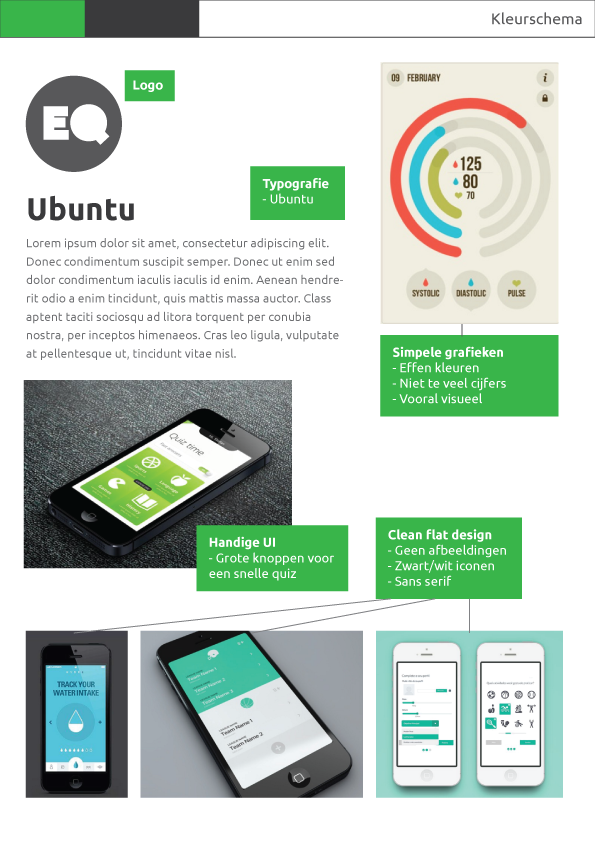 Kleurschema
EQ
Logo
Typografie
- Ubuntu
Ubuntu
Lorem ipsum dolor sit amet, consectetur adipiscing elit.
Donec condimentum suscipit semper. Donec ut enim sed
dolor condimentum iaculis iaculis id enim. Aenean hendre-
rit odio a enim tincidunt, quis mattis massa auctor. Class
aptent taciti sociosqu ad litora torquent per conubia
nostra, per inceptos himenaeos. Cras leo ligula, vulputate
at pellentesque ut, tincidunt vitae nisl.
09 FEBRUARY
i
125
80
70
SYSTOLIC
DIASTOLIC
PULSE
Simpele grafieken
- Effen kleuren
- Niet te veel cijfers
- Vooral visueel
Quiz time
Handige UI
- Grote knoppen voor
een snelle quiz
Clean flat design
- Geen afbeeldingen
- Zwart/wit iconen
- Sans serif
TRACK YOUR
WATER INTAKE
Team Name 1
Team Name 2
Team Name 1
Team Name 2